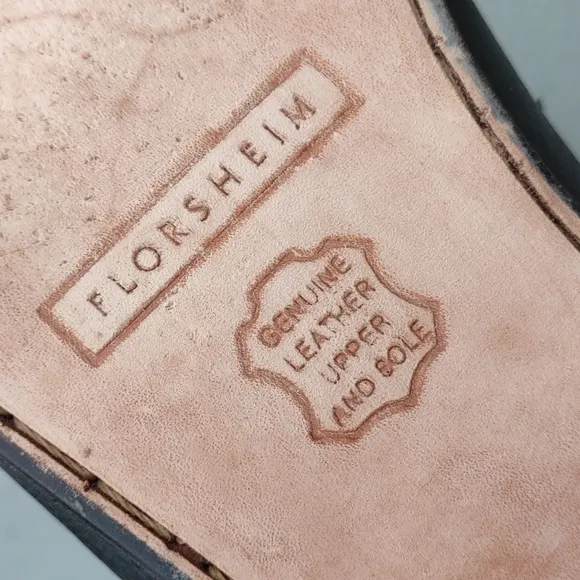 FLORSHEIM
GENUINE
LEATHER
UPPER
AND SOLE